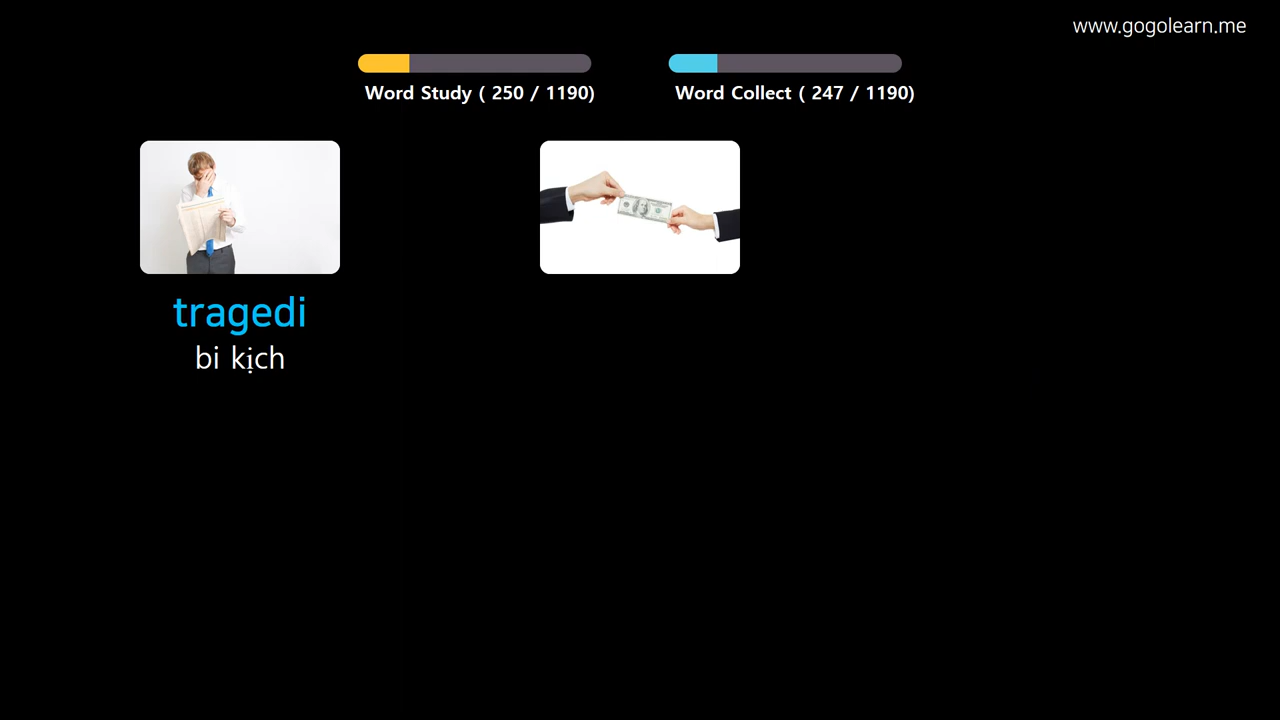 www.gogolearn.me
Word Study ( 250 / 1190)
Word Collect ( 247 / 1190)
tragedi
bi kịch